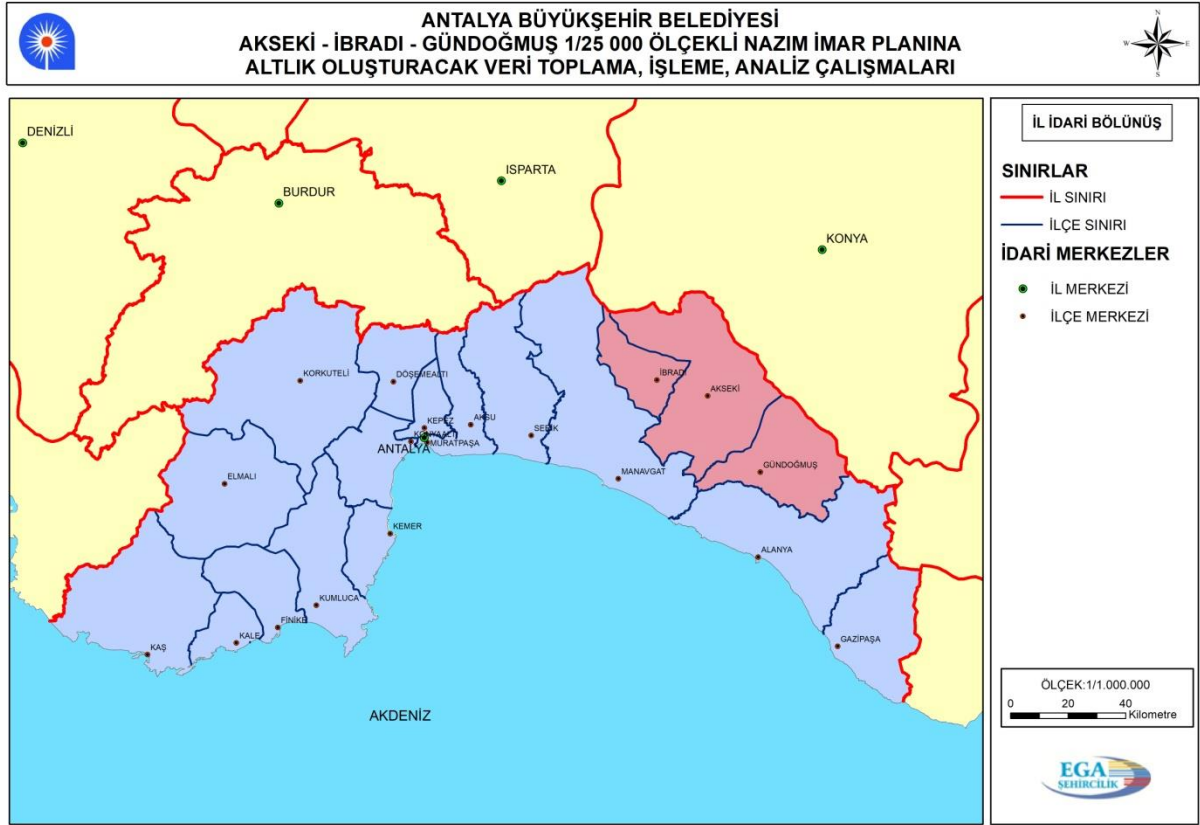 ANTALYA BÜYÜKŞEHİR BELEDİYESİ
AKSEKİ - İBRADI - GÜNDOĞMUŞ 1/25 000 ÖLÇEKLİ NAZIM İMAR PLANINA
ALTLIK OLUŞTURACAK VERİ TOPLAMA, İŞLEME, ANALİZ ÇALIŞMALARI
N
W E
S
DENİZLİ
BURDUR
ISPARTA
KONYA
KORKUTELİ
DÖŞEMEALTI
İBRADI
AKSEKİ
KEPEZ
AKSU
SERİK
KONYAALTI
MURATPAŞA
ANTALYA
ELMALI
MANAVGAT
GÜNDOĞMUŞ
KEMER
ALANYA
KUMLUCA
FİNİKE
KALE
KAŞ
GAZİPAŞA
AKDENİZ
İL İDARİ BÖLÜNÜŞ
SINIRLAR
İL SINIRI
İLÇE SINIRI
İDARİ MERKEZLER
İL MERKEZİ
İLÇE MERKEZİ
ÖLÇEK:1/1.000.000
0 20 40
Kilometre
EGA
ŞEHİRCİLİK